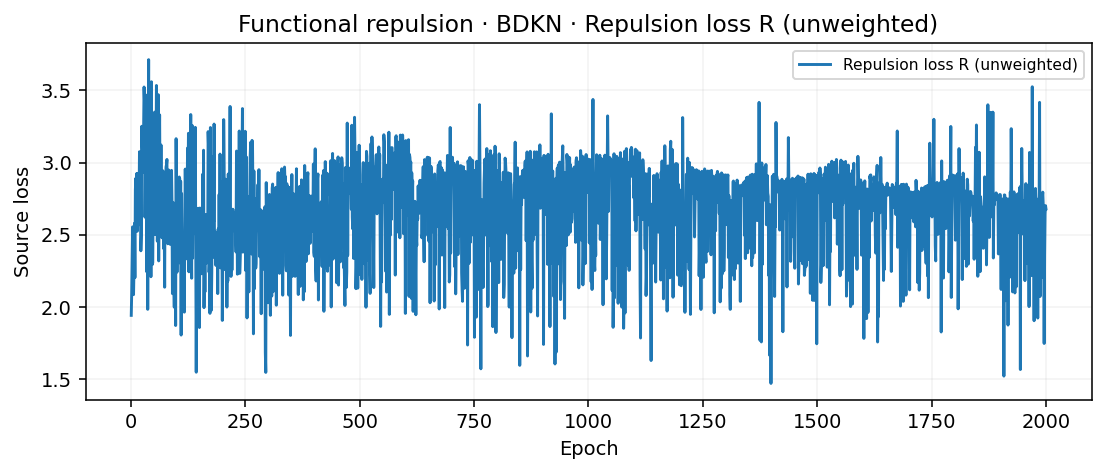 Functional repulsion · BDKN · Repulsion loss R (unweighted)
Repulsion loss R (unweighted)
Source loss
3.5
3.0
2.5
2.0
1.5
0 250 500 750 1000 1250 1500 1750 2000
Epoch